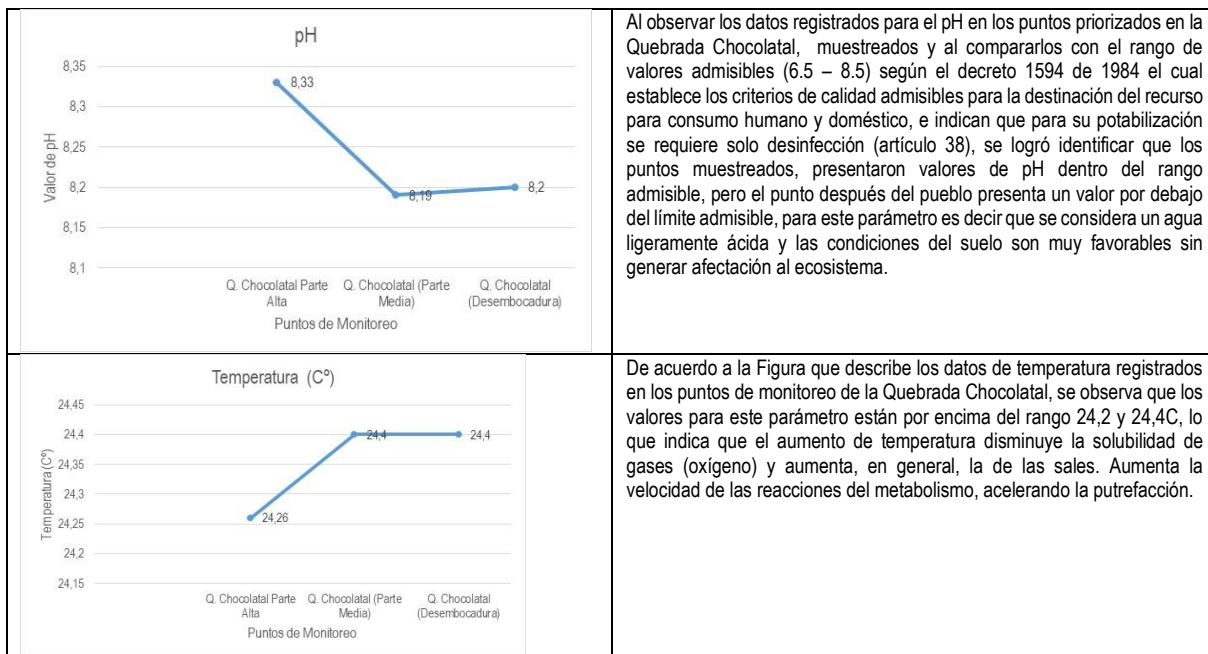 pH
8,35
8,3
8,25
8,2
8,15
8,1
Valor de pH
8,33
8,19
8,2
Q. Chocolatal Parte Alta
Q. Chocolatal (Parte Media)
Q. Chocolatal (Desembocadura)
Puntos de Monitoreo
Al observar los datos registrados para el pH en los puntos priorizados en la
Quebrada Chocolatal, muestreados y al compararlos con el rango de
valores admisibles (6.5 – 8.5) según el decreto 1594 de 1984 el cual
establece los criterios de calidad admisibles para la destinación del recurso
para consumo humano y doméstico, e indican que para su potabilización
se requiere solo desinfección (artículo 38), se logró identificar que los
puntos muestreados, presentaron valores de pH dentro del rango
admisible, pero el punto después del pueblo presenta un valor por debajo
del límite admisible, para este parámetro es decir que se considera un agua
ligeramente ácida y las condiciones del suelo son muy favorables sin
generar afectación al ecosistema.
Temperatura (Cº)
24,45
24,4
24,35
24,3
24,25
24,2
24,15
Temperatura (Cº)
24,26
24,4
24,4
Q. Chocolatal Parte Alta
Q. Chocolatal (Parte Media)
Q. Chocolatal (Desembocadura)
Puntos de Monitoreo
De acuerdo a la Figura que describe los datos de temperatura registrados
en los puntos de monitoreo de la Quebrada Chocolatal, se observa que los
valores para este parámetro están por encima del rango 24,2 y 24,4C, lo
que indica que el aumento de temperatura disminuye la solubilidad de
gases (oxígeno) y aumenta, en general, la de las sales. Aumenta la
velocidad de las reacciones del metabolismo, acelerando la putrefacción.